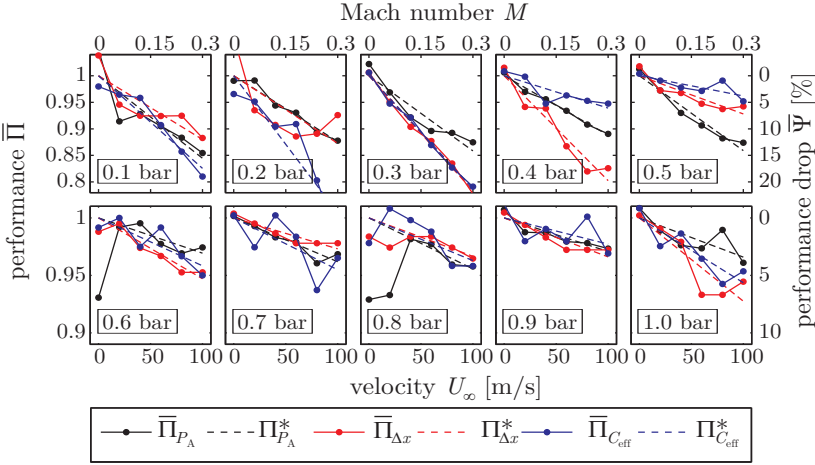 Mach number M
0 0.15 0.3 0 0.15 0.3 0 0.15 0.3 0 0.15 0.3 0 0.15 0.3
performance Π̅
1
0.95
0.9
0.85
0.8
0.1 bar 0.2 bar 0.3 bar 0.4 bar 0.5 bar
0
5
10
15
20
performance drop Ψ̅ [%]
1
0.95
0.9
0.6 bar 0.7 bar 0.8 bar 0.9 bar 1.0 bar
0
5
10
0 50 100 0 50 100 0 50 100 0 50 100 0 50 100
velocity U∞ [m/s]
Π̅_{P_A} Π*_{P_A} Π̅_{Δx} Π*_{Δx} Π̅_{C_eff} Π*_{C_eff}